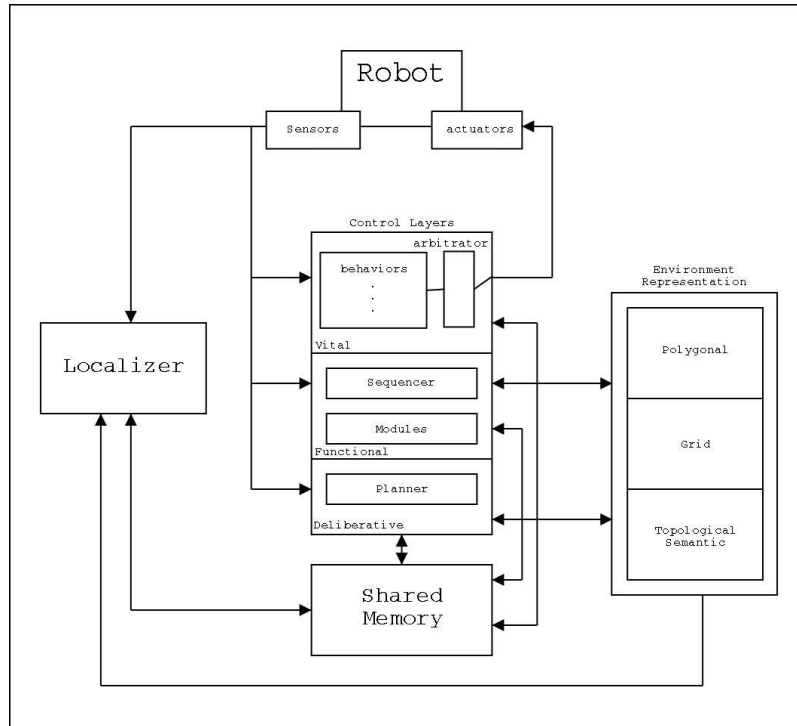 Robot
Sensors
actuators
Control Layers
arbitrator
behaviors
.
.
.
Vital
Environment
Representation
Localizer
Sequencer
Modules
Functional
Planner
Deliberative
Polygonal
Grid
Topological
Semantic
Shared
Memory